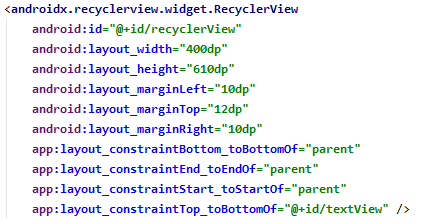 <androidx.recyclerview.widget.RecyclerView
android:id="@+id/recyclerView"
android:layout_width="400dp"
android:layout_height="610dp"
android:layout_marginLeft="10dp"
android:layout_marginTop="12dp"
android:layout_marginRight="10dp"
app:layout_constraintBottom_toBottomOf="parent"
app:layout_constraintEnd_toEndOf="parent"
app:layout_constraintStart_toStartOf="parent"
app:layout_constraintTop_toBottomOf="@+id/textView" />